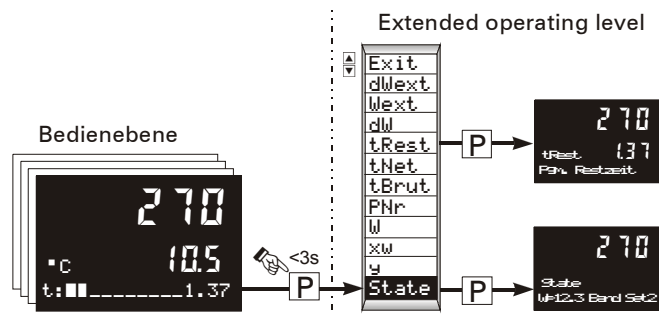 Extended operating level
Bedienebene
270
°C 10.5
t: 1.37
<3s
P
Exit
dWext
Wext
dW
tRest
tNet
tBrut
PNr
W
xw
y
State
P
270
tRest 1.37
Pgm. Restzeit
P
270
State
W=12.3 Band Set2